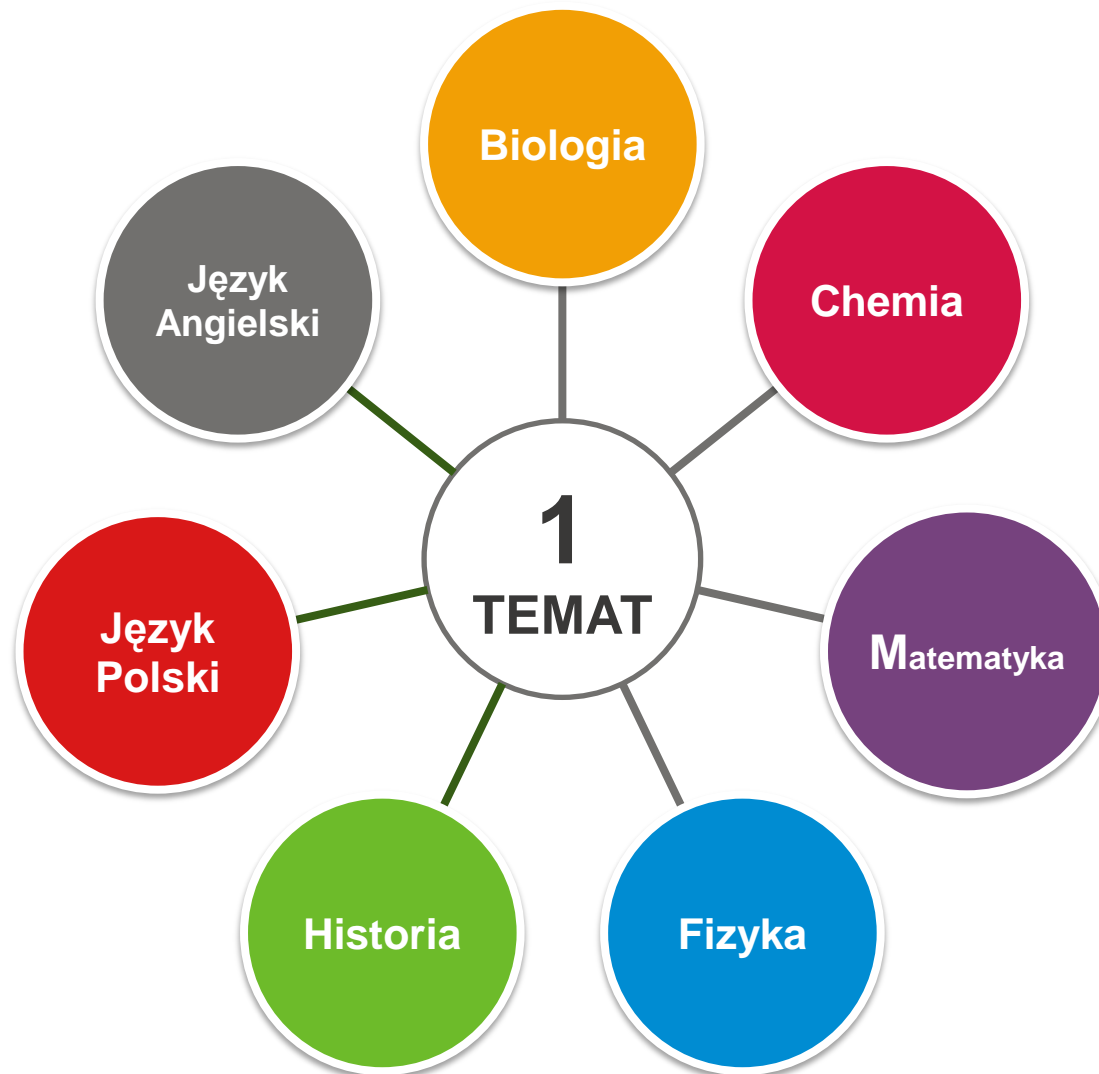 Biologia
Język
Angielski
Chemia
1
TEMAT
Język
Polski
Matematyka
Historia
Fizyka